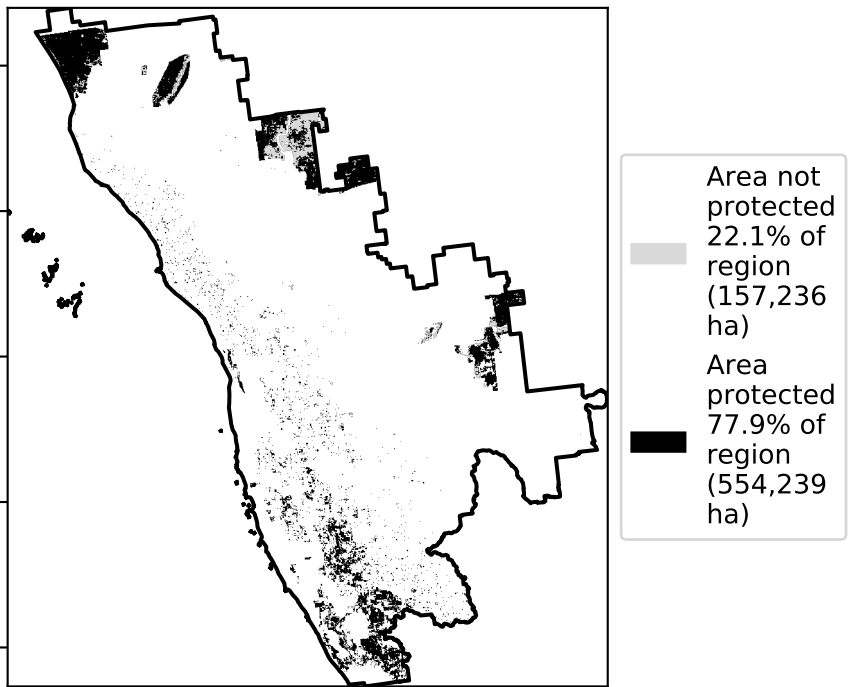 Area not
protected
22.1% of
region
(157,236
ha)
Area
protected
77.9% of
region
(554,239
ha)